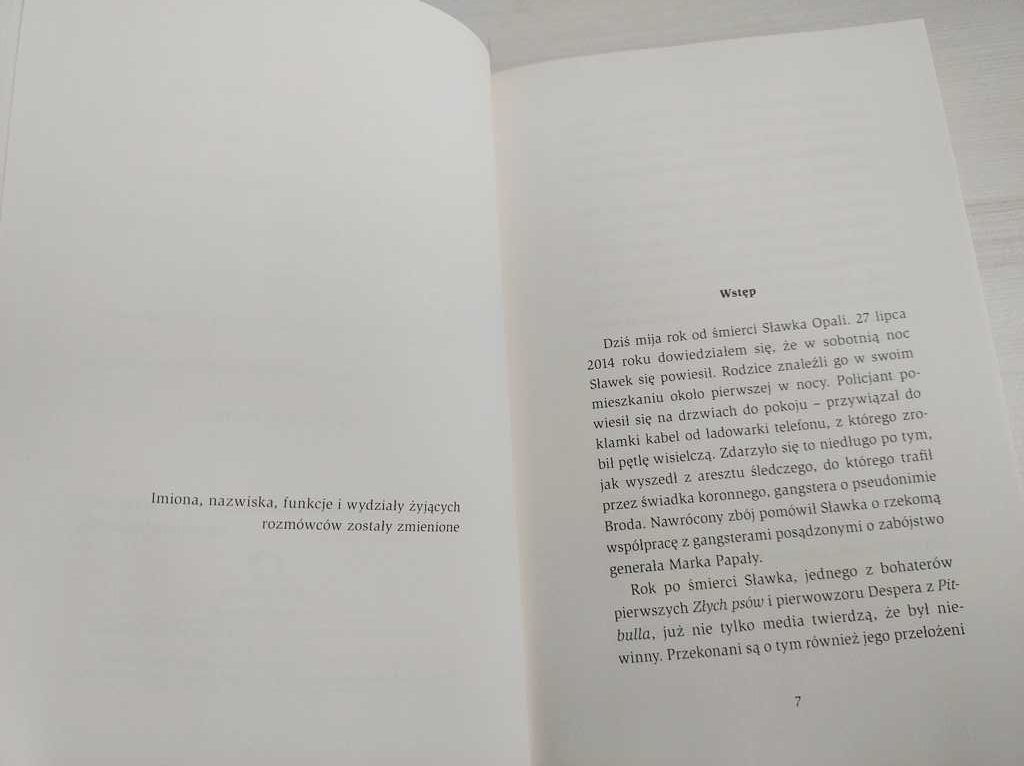 Imiona, nazwiska, funkcje i wydziały żyjących
rozmówców zostały zmienione
Wstęp
Dziś mija rok od śmierci Sławka Opali. 27 lipca
2014 roku dowiedziałem się, że w sobotnią noc
Sławek się powiesił. Rodzice znaleźli go w swoim
mieszkaniu około pierwszej w nocy. Policjant po-
wiesił się na drzwiach do pokoju – przywiązał do
klamki kabel od ładowarki telefonu, z którego zro-
bił pętlę wisielczą. Zdarzyło się to niedługo po tym,
jak wyszedł z aresztu śledczego, do którego trafił
przez świadka koronnego, gangstera o pseudonimie
Broda. Nawrócony zbój pomówił Sławka o rzekomą
współpracę z gangsterami posądzonymi o zabójstwo
generała Marka Papały.
Rok po śmierci Sławka, jednego z bohaterów
pierwszych Złych psów i pierwowzoru Despera z Pit-
bulla, już nie tylko media twierdzą, że był nie-
winny. Przekonani są o tym również jego przełożeni
7